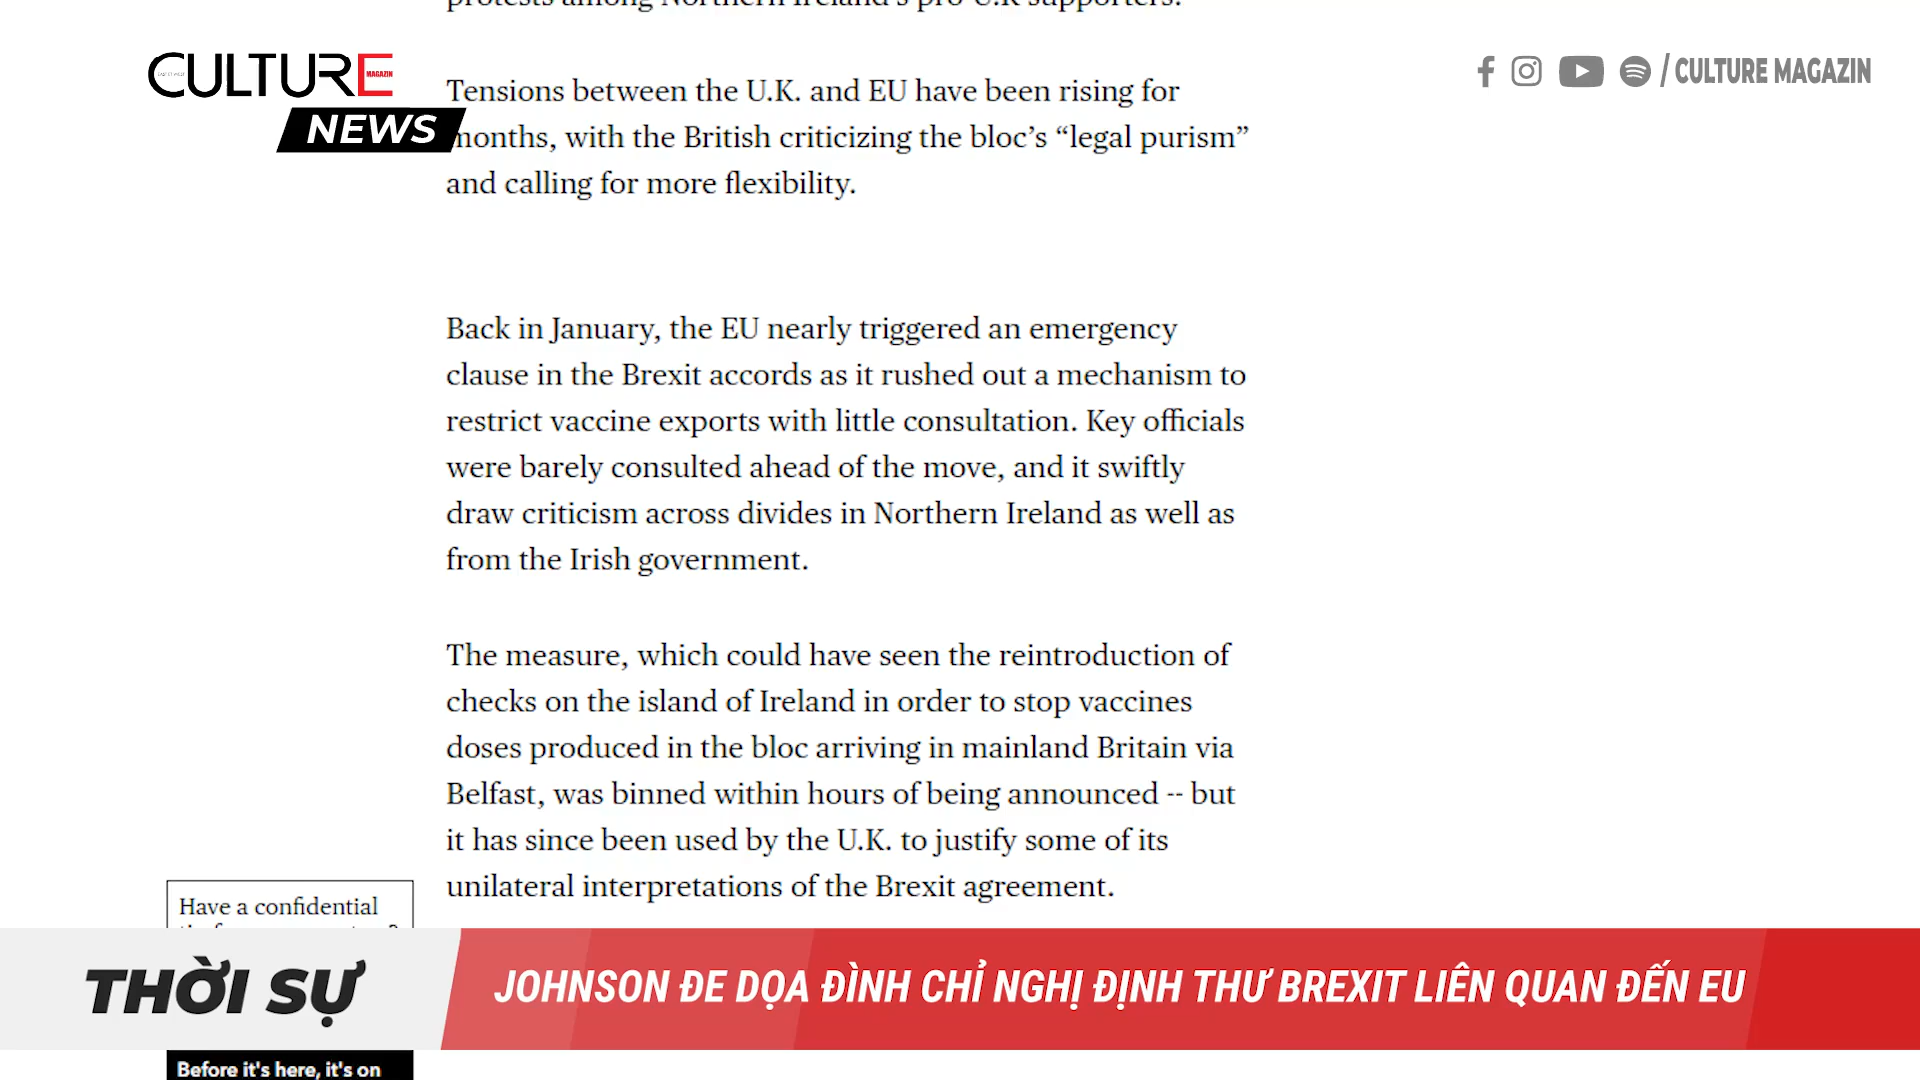 protests among Northern Ireland's pro-U.K supporters.
CULTURE
MAGAZIN
NEWS
/ CULTURE MAGAZIN
Tensions between the U.K. and EU have been rising for
months, with the British criticizing the bloc’s “legal purism”
and calling for more flexibility.
Back in January, the EU nearly triggered an emergency
clause in the Brexit accords as it rushed out a mechanism to
restrict vaccine exports with little consultation. Key officials
were barely consulted ahead of the move, and it swiftly
draw criticism across divides in Northern Ireland as well as
from the Irish government.
The measure, which could have seen the reintroduction of
checks on the island of Ireland in order to stop vaccines
doses produced in the bloc arriving in mainland Britain via
Belfast, was binned within hours of being announced -- but
it has since been used by the U.K. to justify some of its
unilateral interpretations of the Brexit agreement.
Have a confidential
THỜI SỰ
JOHNSON ĐE DỌA ĐÌNH CHỈ NGHỊ ĐỊNH THƯ BREXIT LIÊN QUAN ĐẾN EU
Before it's here, it's on